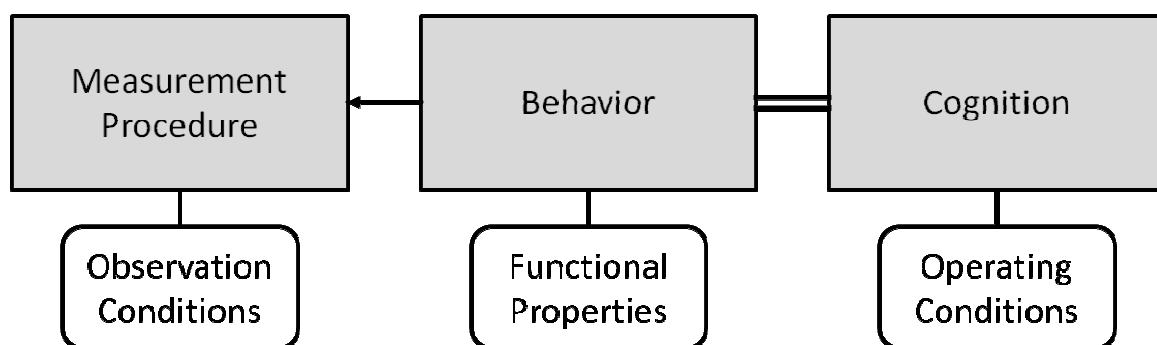 Measurement
Procedure
Behavior
Cognition
Observation
Conditions
Functional
Properties
Operating
Conditions